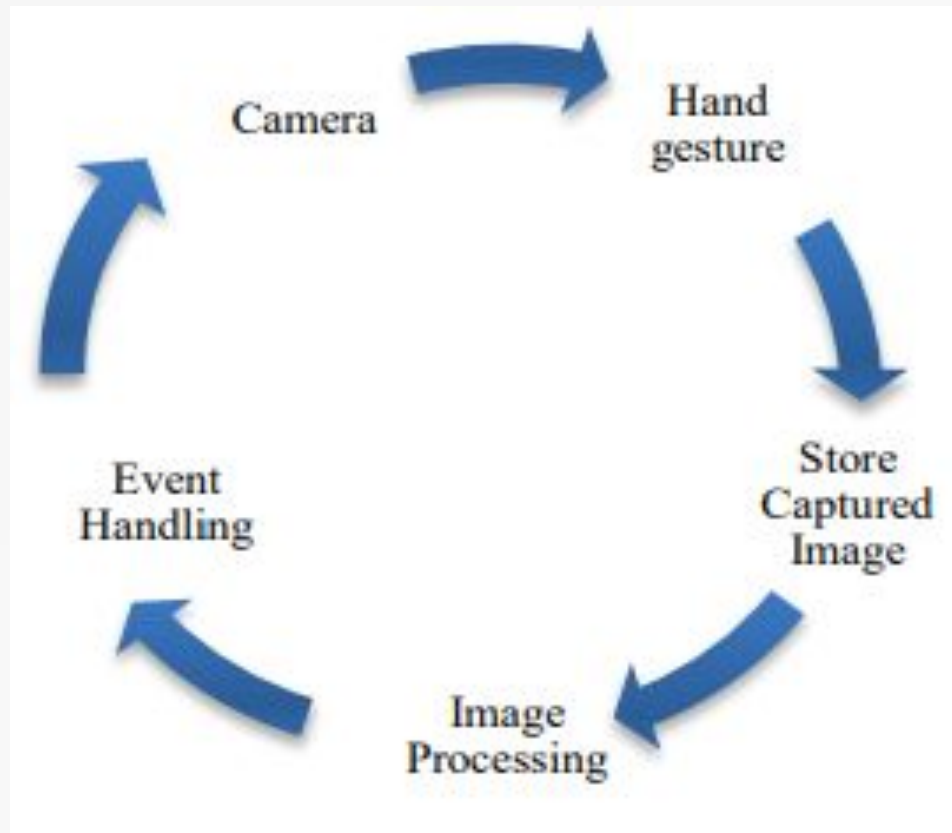 Camera
Hand
gesture
Store
Captured
Image
Image
Processing
Event
Handling